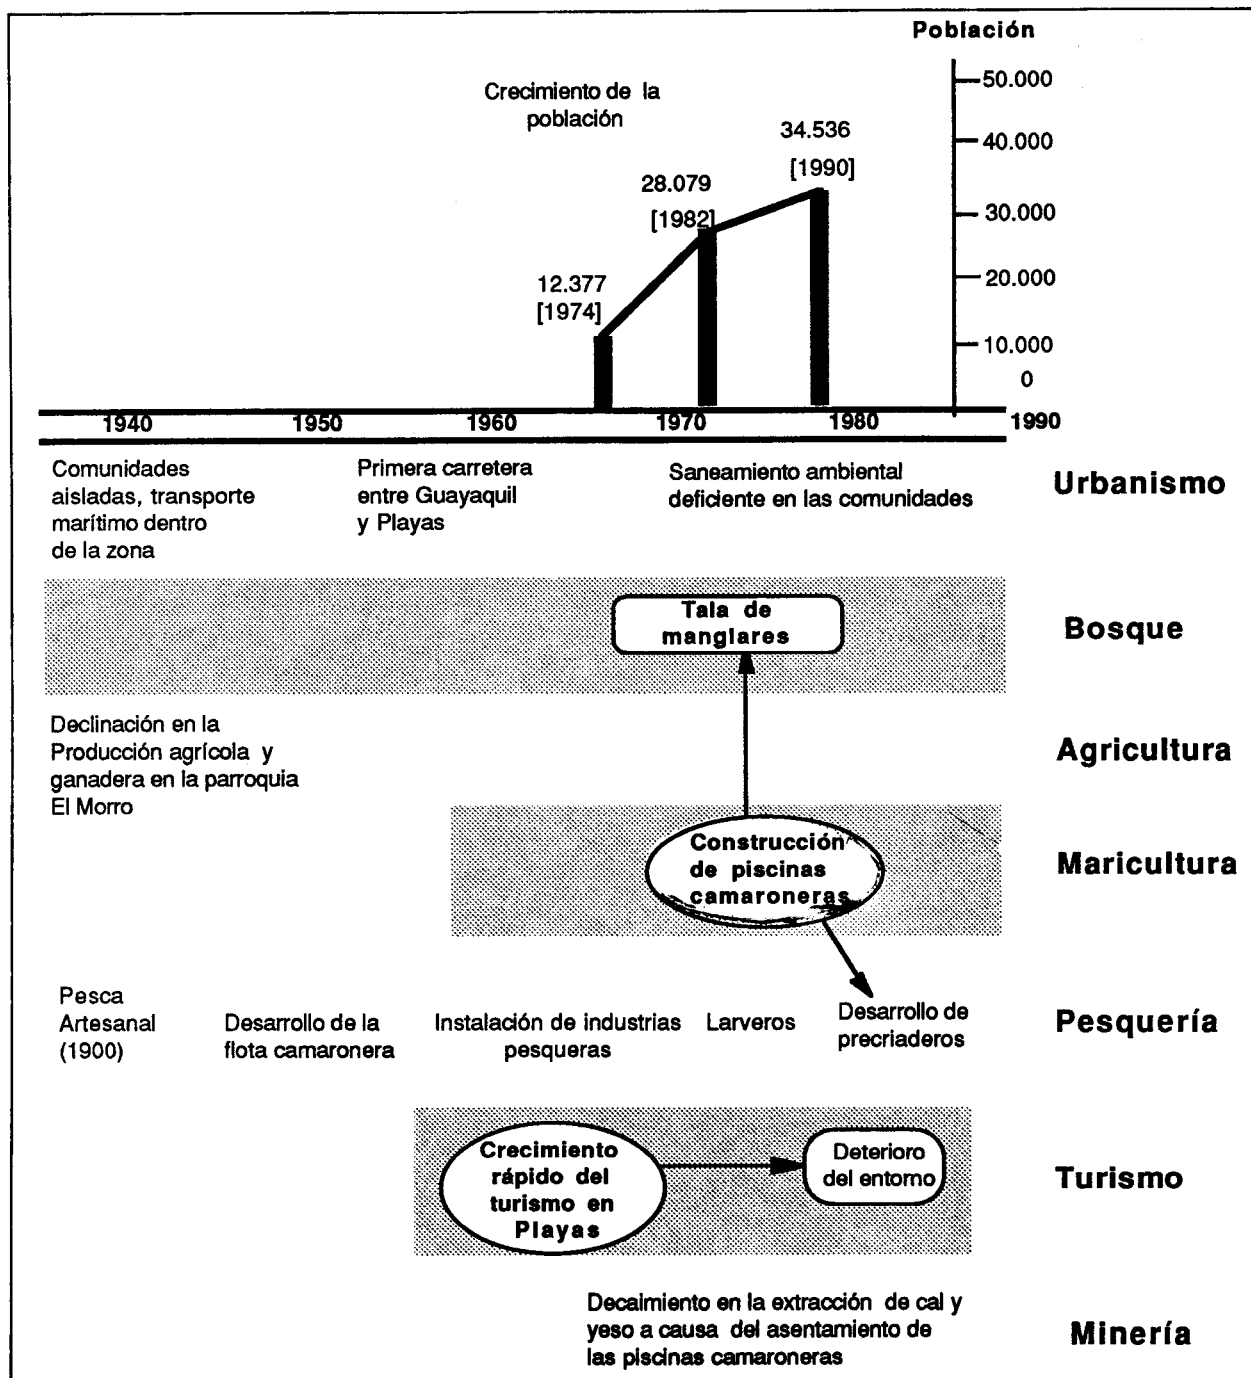 Población
50.000
40.000
30.000
20.000
10.000
0
Crecimiento de la
población
34.536
[1990]
28.079
[1982]
12.377
[1974]
1940 1950 1960 1970 1980 1990
Comunidades
aisladas, transporte
marítimo dentro
de la zona
Primera carretera
entre Guayaquil
y Playas
Saneamiento ambiental
deficiente en las comunidades
Urbanismo
Tala de
manglares
Bosque
Declinación en la
Producción agrícola y
ganadera en la parroquia
El Morro
Agricultura
Construcción
de piscinas
camaroneras
Maricultura
Pesca
Artesanal
(1900)
Desarrollo de la
flota camaronera
Instalación de industrias
pesqueras
Larveros
Desarrollo de
precriaderos
Pesquería
Crecimiento
rápido del
turismo en
Playas
Deterioro
del entorno
Turismo
Decaimiento en la extracción de cal y
yeso a causa del asentamiento de
las piscinas camaroneras
Minería